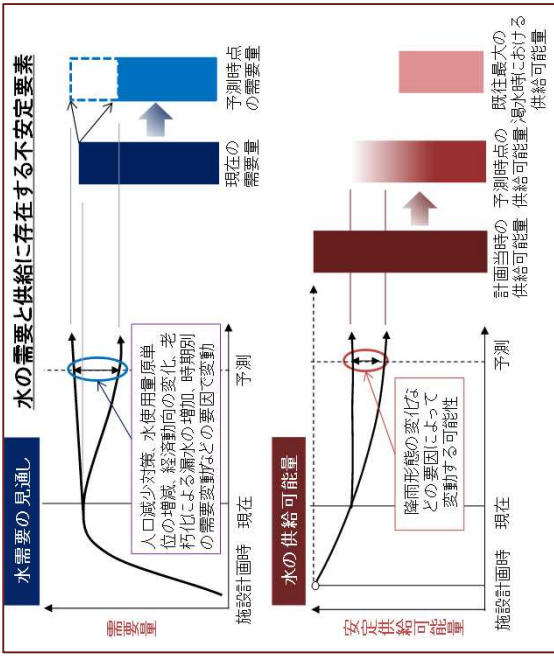 水の需要と供給に存在する不安定要素
水需要の見通し
需要量
人口減少対策、水使用量原単
位の増減、経済動向の変化、老
朽化による漏水の増加、時期別
の需要変動などの要因で変動
施設計画時
現在
予測
現在の
需要量
予測時点
の需要量
水の供給可能量
安定供給可能量
降雨形態の変化な
どの要因によって
変動する可能性
施設計画時
現在
予測
計画当時の
供給可能量
予測時点の
供給可能量
既往最大の
渇水時における
供給可能量